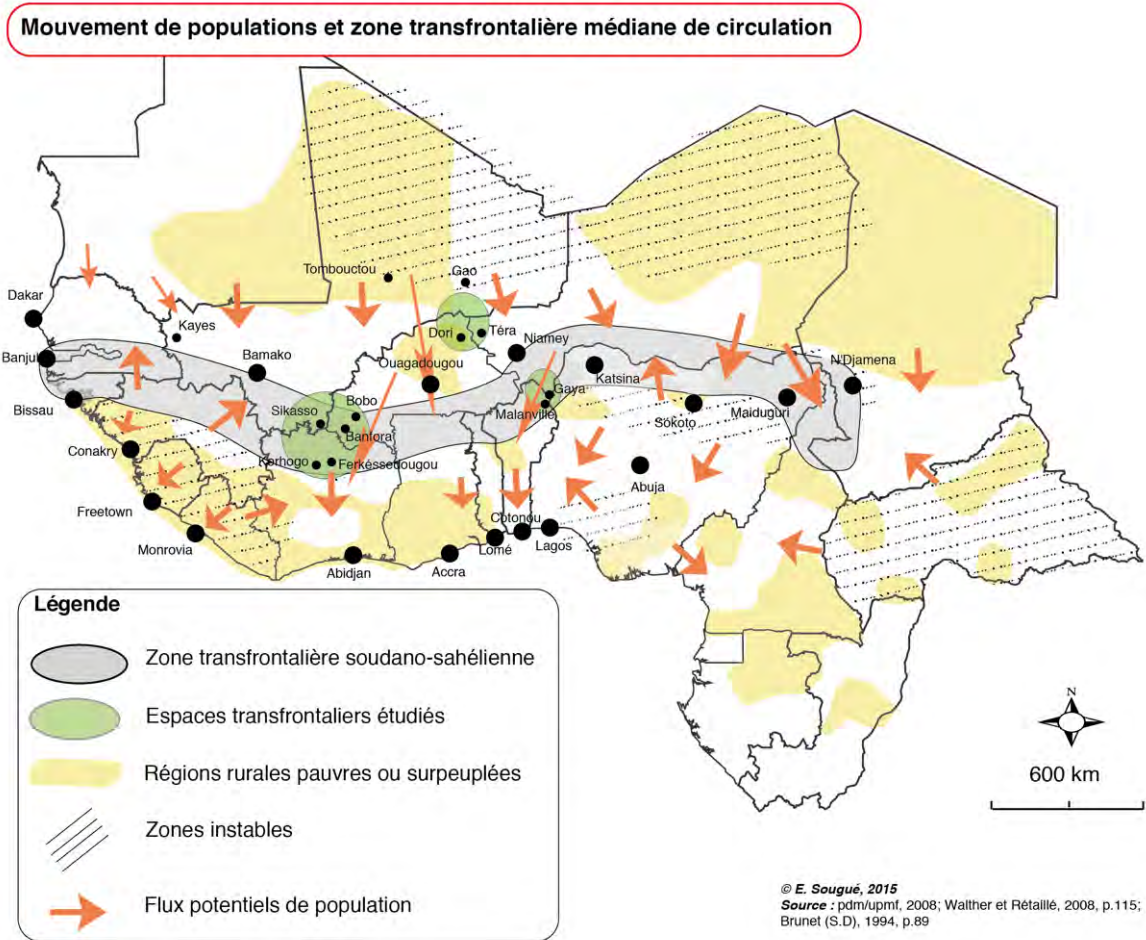 Mouvement de populations et zone transfrontalière médiane de circulation
Tombouctou
Gao
Dakar
Kayes
Dori
Téra
Niamey
Banjul
Bamako
Ouagadougou
N'Djamena
Katsina
Gaya
Bissau
Sikasso
Bobo
Malanville
Sokoto
Maiduguri
Banfora
Conakry
Korhogo
Ferkéssedougou
Abuja
Freetown
Cotonou
Monrovia
Lomé
Lagos
Abidjan
Accra
Légende
Zone transfrontalière soudano-sahélienne
Espaces transfrontaliers étudiés
Régions rurales pauvres ou surpeuplées
Zones instables
Flux potentiels de population
N
600 km
© E. Sougué, 2015
Source : pdm/upmf, 2008; Walther et Rétaillé, 2008, p.115;
Brunet (S.D), 1994, p.89